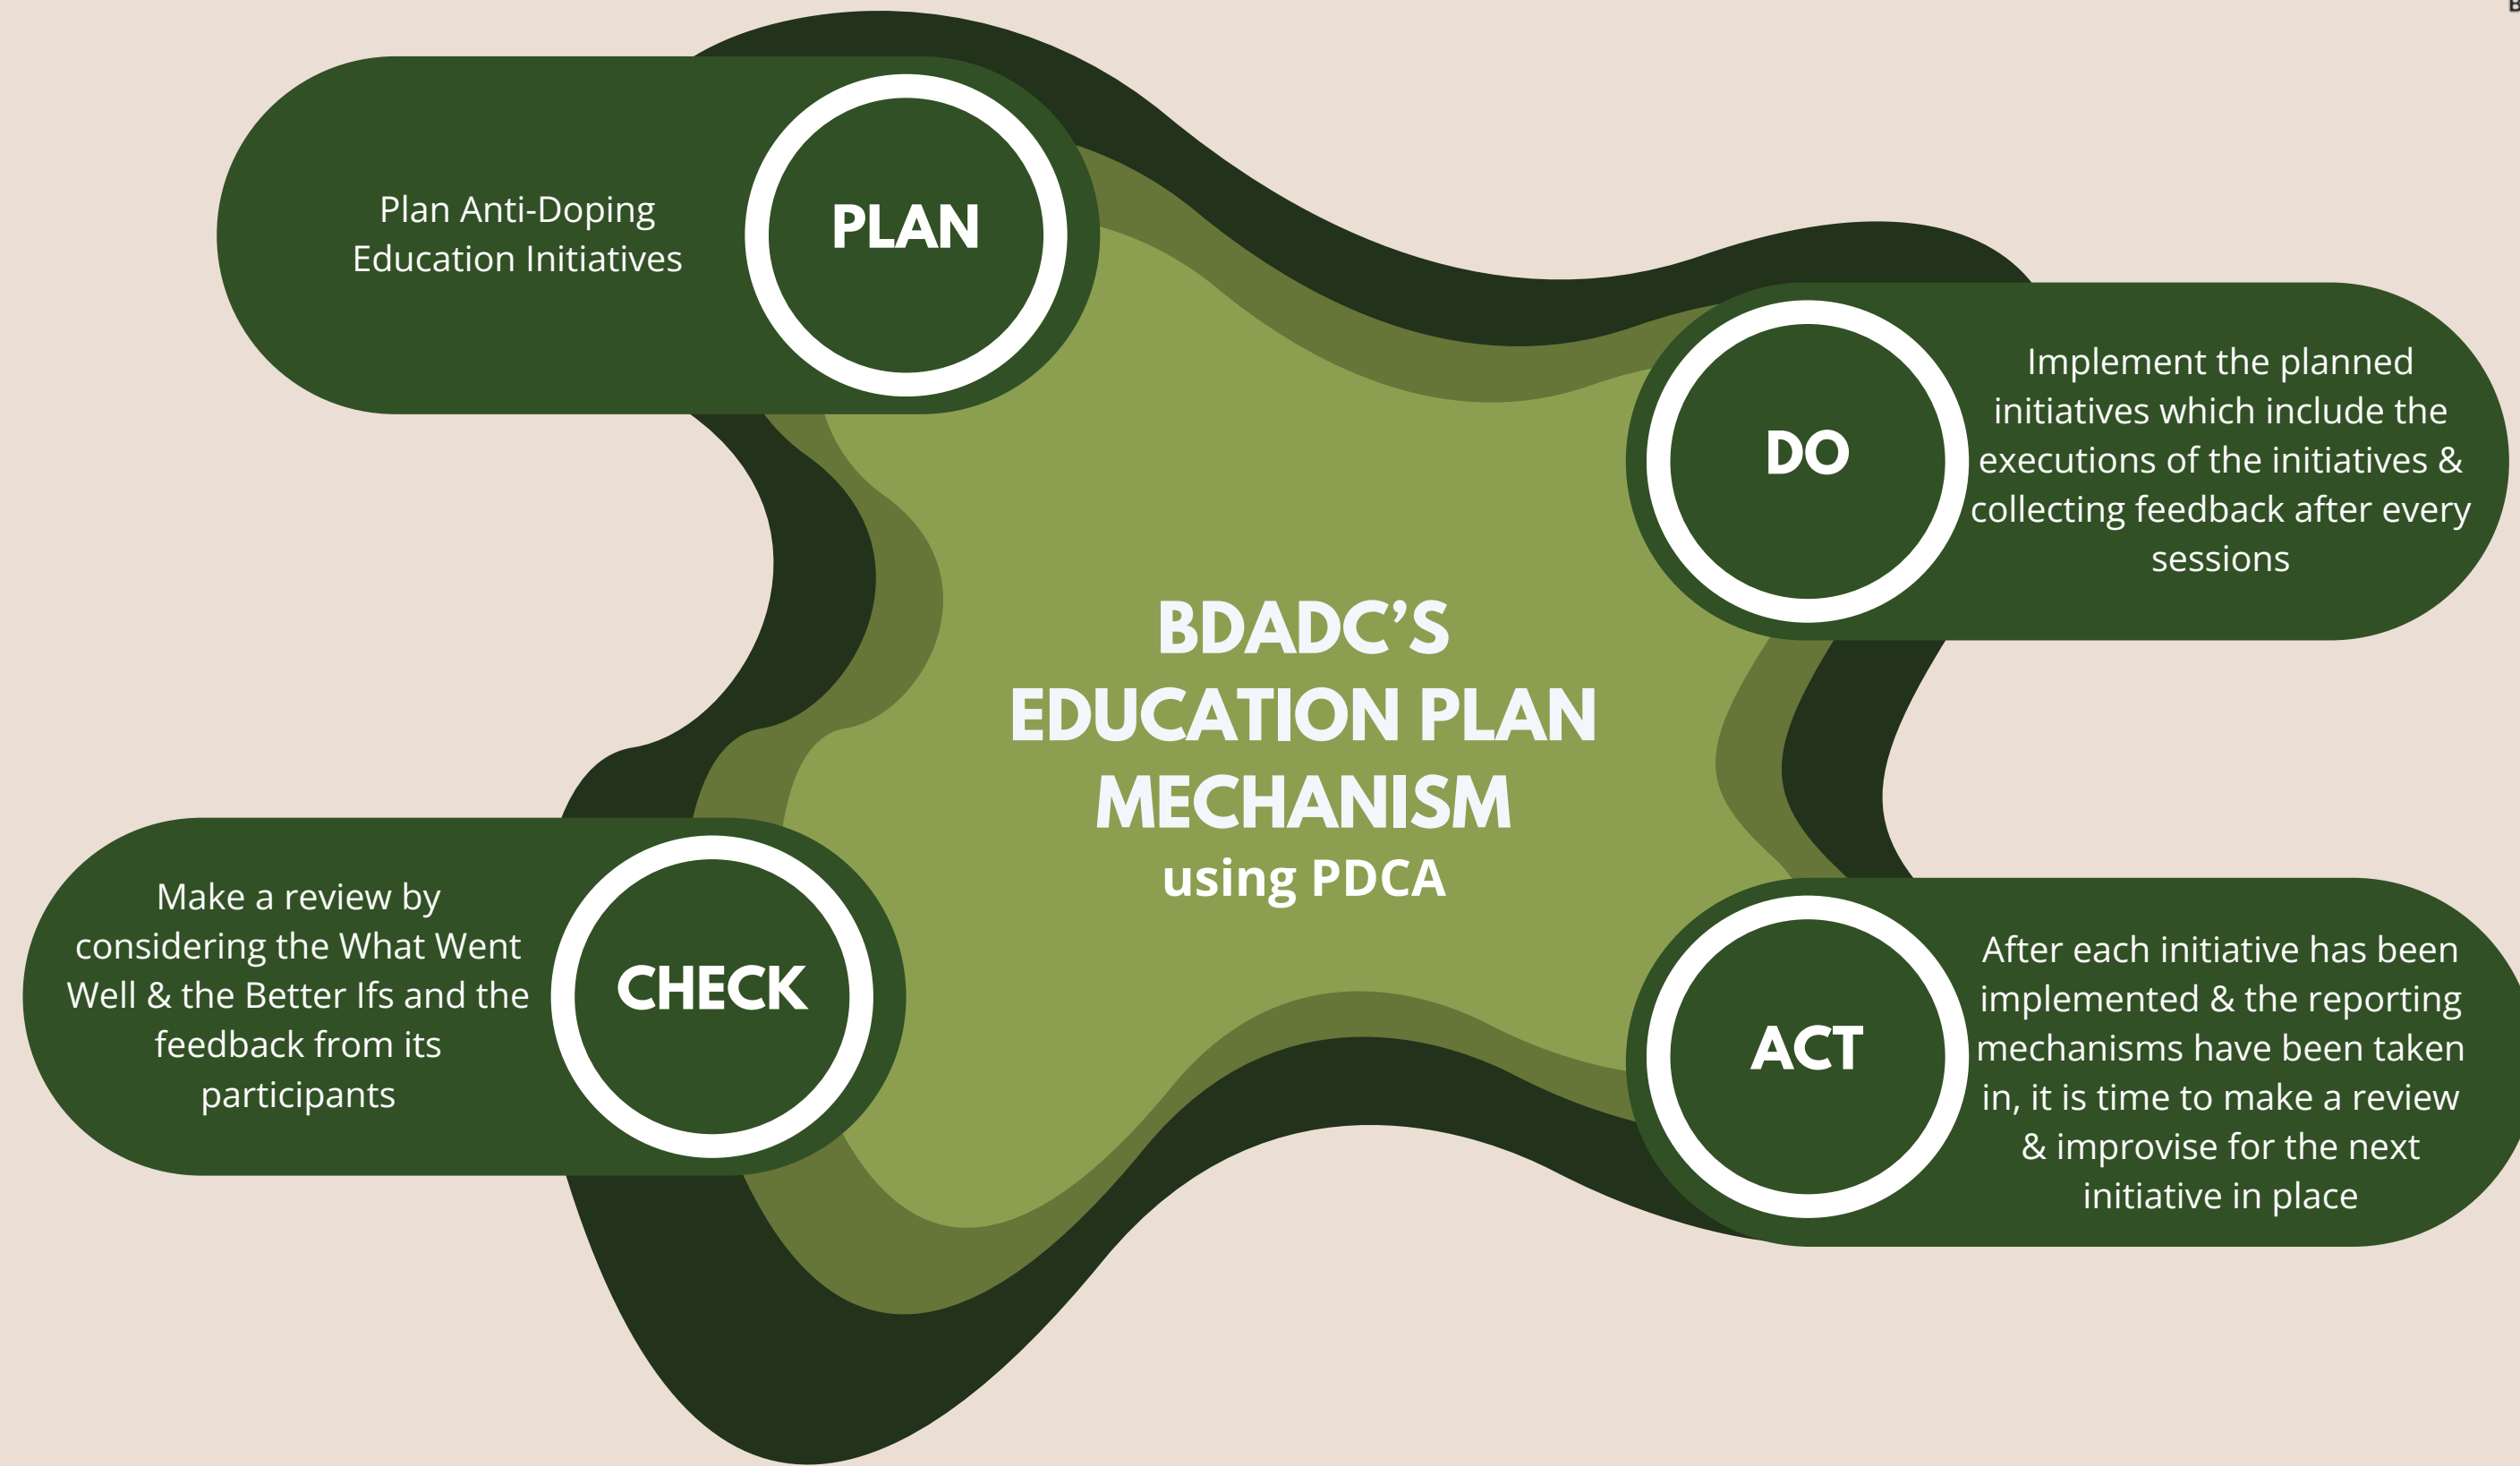 Plan Anti-Doping
Education Initiatives
PLAN
DO
Implement the planned
initiatives which include the
executions of the initiatives &
collecting feedback after every
sessions
BDADC’S
EDUCATION PLAN
MECHANISM
using PDCA
Make a review by
considering the What Went
Well & the Better Ifs and the
feedback from its
participants
CHECK
ACT
After each initiative has been
implemented & the reporting
mechanisms have been taken
in, it is time to make a review
& improvise for the next
initiative in place